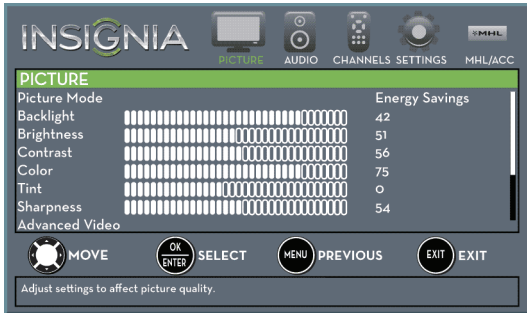 INSIGNIA
PICTURE AUDIO CHANNELS SETTINGS MHL/ACC
MHL
PICTURE
Picture Mode Energy Savings
Backlight 42
Brightness 51
Contrast 56
Color 75
Tint 0
Sharpness 54
Advanced Video
MOVE OK ENTER SELECT MENU PREVIOUS EXIT EXIT
Adjust settings to affect picture quality.